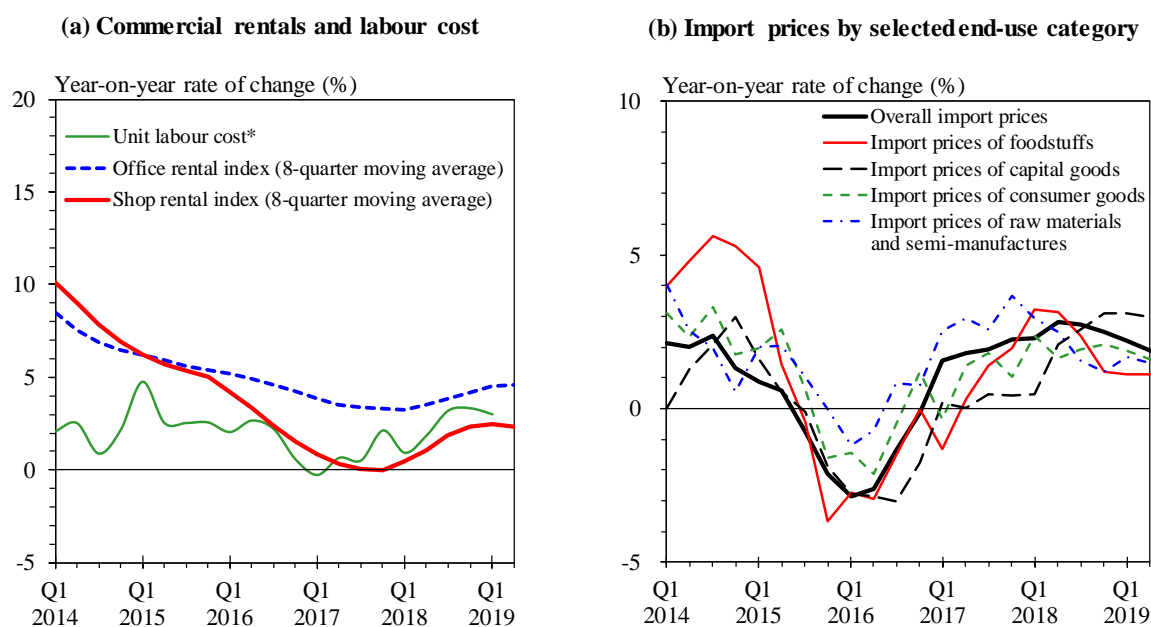 (a) Commercial rentals and labour cost
Year-on-year rate of change (%)
20
15
10
5
0
-5
Unit labour cost*
Office rental index (8-quarter moving average)
Shop rental index (8-quarter moving average)
Q1 Q1 Q1 Q1 Q1 Q1
2014 2015 2016 2017 2018 2019
(b) Import prices by selected end-use category
Year-on-year rate of change (%)
10
5
0
-5
Overall import prices
Import prices of foodstuffs
Import prices of capital goods
Import prices of consumer goods
Import prices of raw materials
and semi-manufactures
Q1 Q1 Q1 Q1 Q1 Q1
2014 2015 2016 2017 2018 2019